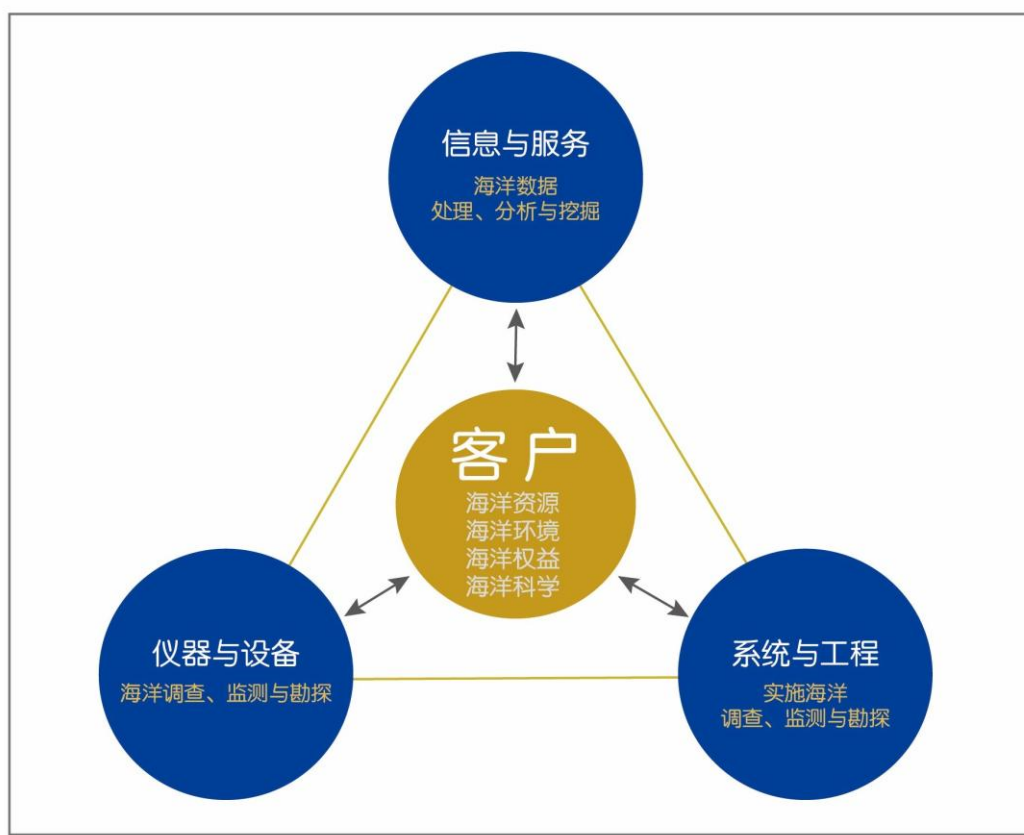 信息与服务
海洋数据
处理、分析与挖掘
客户
海洋资源
海洋环境
海洋权益
海洋科学
仪器与设备
海洋调查、监测与勘探
系统与工程
实施海洋
调查、监测与勘探